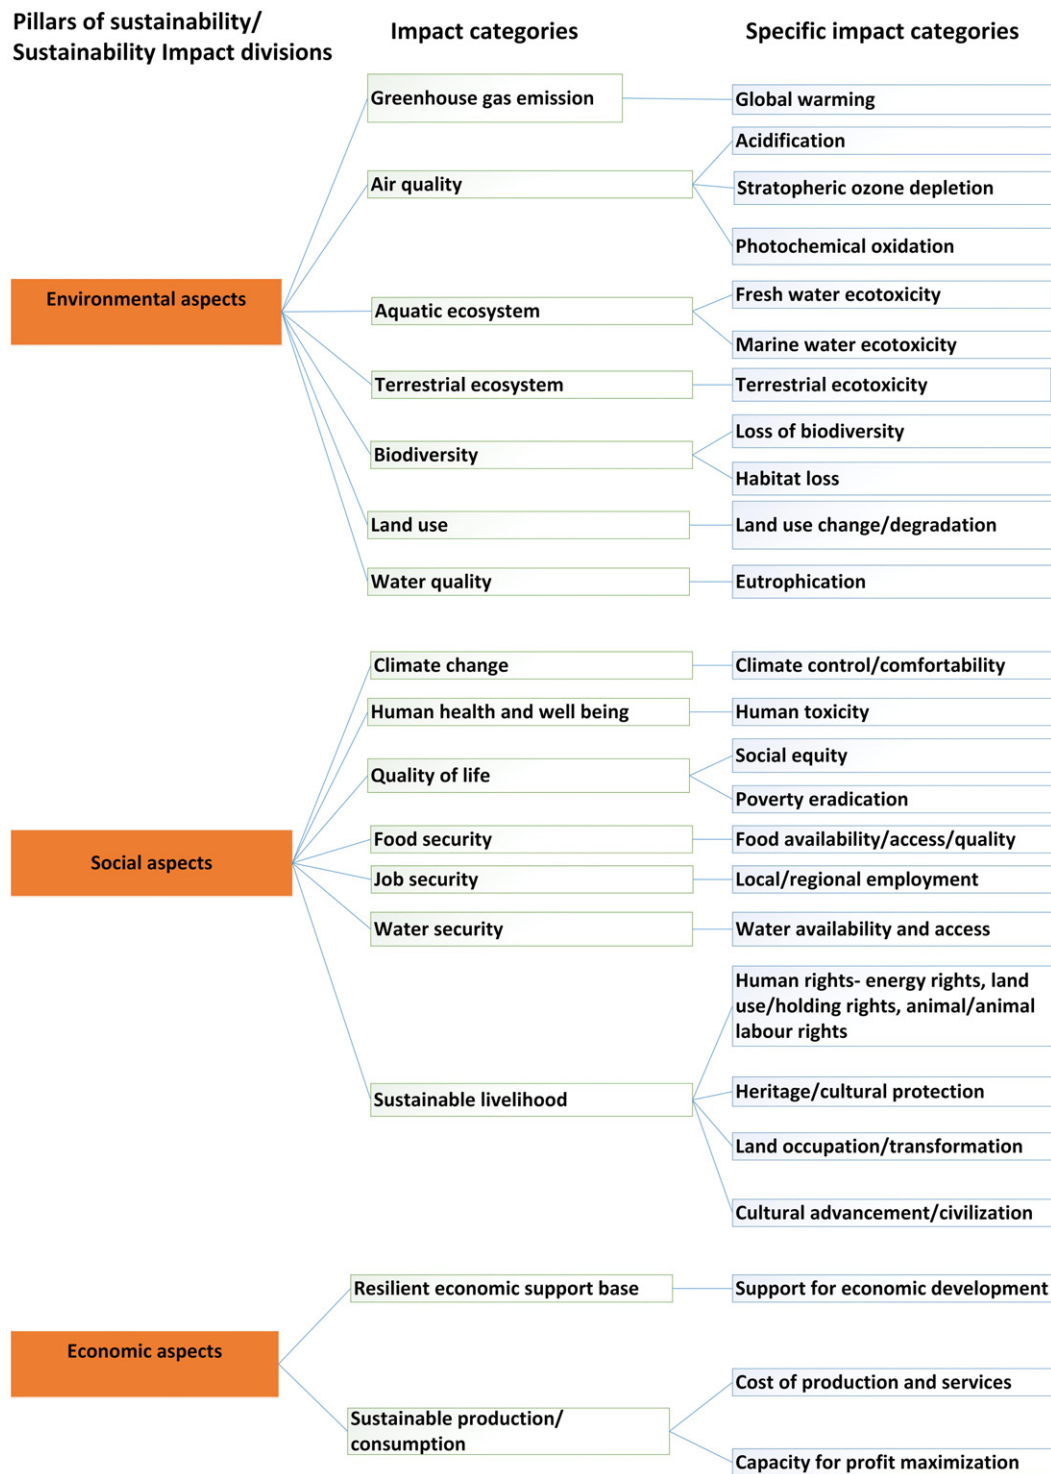 Pillars of sustainability/
Sustainability Impact divisions
Impact categories
Specific impact categories
Environmental aspects
Greenhouse gas emission
Global warming
Air quality
Acidification
Stratopheric ozone depletion
Photochemical oxidation
Aquatic ecosystem
Fresh water ecotoxicity
Marine water ecotoxicity
Terrestrial ecosystem
Terrestrial ecotoxicity
Biodiversity
Loss of biodiversity
Habitat loss
Land use
Land use change/degradation
Water quality
Eutrophication
Social aspects
Climate change
Climate control/comfortability
Human health and well being
Human toxicity
Quality of life
Social equity
Poverty eradication
Food security
Food availability/access/quality
Job security
Local/regional employment
Water security
Water availability and access
Sustainable livelihood
Human rights- energy rights, land
use/holding rights, animal/animal
labour rights
Heritage/cultural protection
Land occupation/transformation
Cultural advancement/civilization
Economic aspects
Resilient economic support base
Support for economic development
Sustainable production/
consumption
Cost of production and services
Capacity for profit maximization